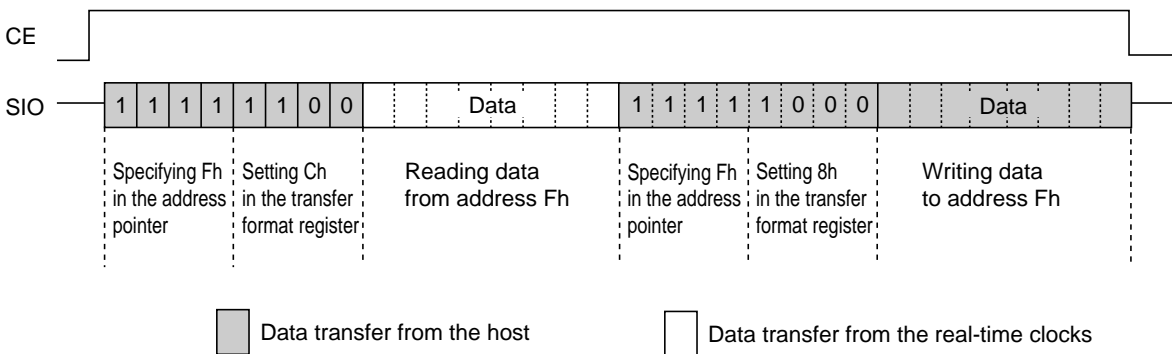 CE
SIO 1 1 1 1 1 1 0 0 Data 1 1 1 1 1 0 0 0 Data
Specifying Fh
in the address
pointer
Setting Ch
in the transfer
format register
Reading data
from address Fh
Specifying Fh
in the address
pointer
Setting 8h
in the transfer
format register
Writing data
to address Fh
Data transfer from the host
Data transfer from the real-time clocks